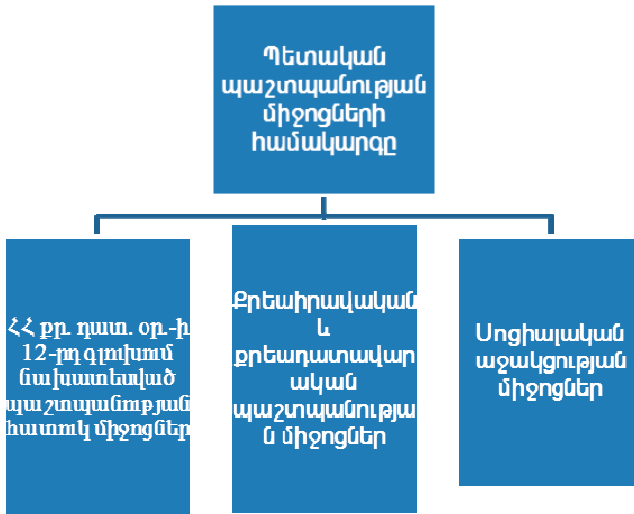 Պետական
պաշտպանության
միջոցների
համակարգը
ՀՀ քր. դատ. օր.-ի
12-րդ գլխում
նախատեսված
պաշտպանության
հատուկ միջոցներ
Քրեաիրավական
և
քրեադատավար
ական
պաշտպանությա
ն միջոցներ
Սոցիալական
աջակցության
միջոցներ